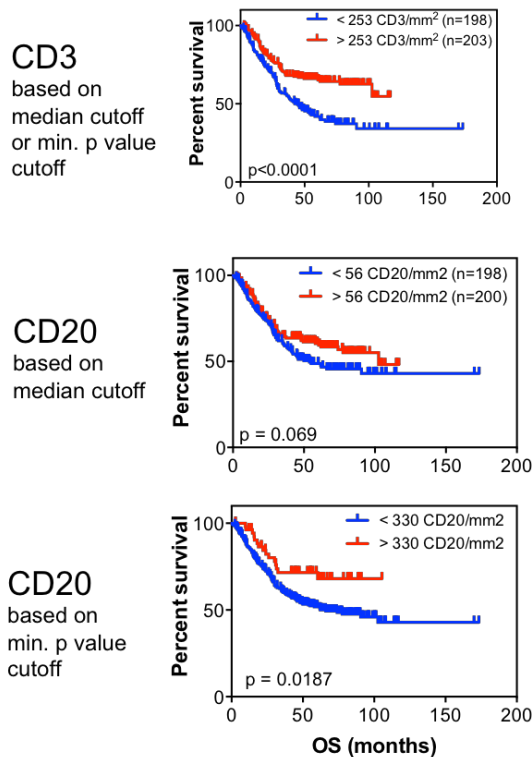 CD3
based on
median cutoff
or min. p value
cutoff
Percent survival
< 253 CD3/mm² (n=198)
> 253 CD3/mm² (n=203)
100
50
0
p<0.0001
0 50 100 150 200
CD20
based on
median cutoff
Percent survival
< 56 CD20/mm2 (n=198)
> 56 CD20/mm2 (n=200)
100
50
0
p = 0.069
0 50 100 150 200
CD20
based on
min. p value
cutoff
Percent survival
< 330 CD20/mm2
> 330 CD20/mm2
100
50
0
p = 0.0187
0 50 100 150 200
OS (months)